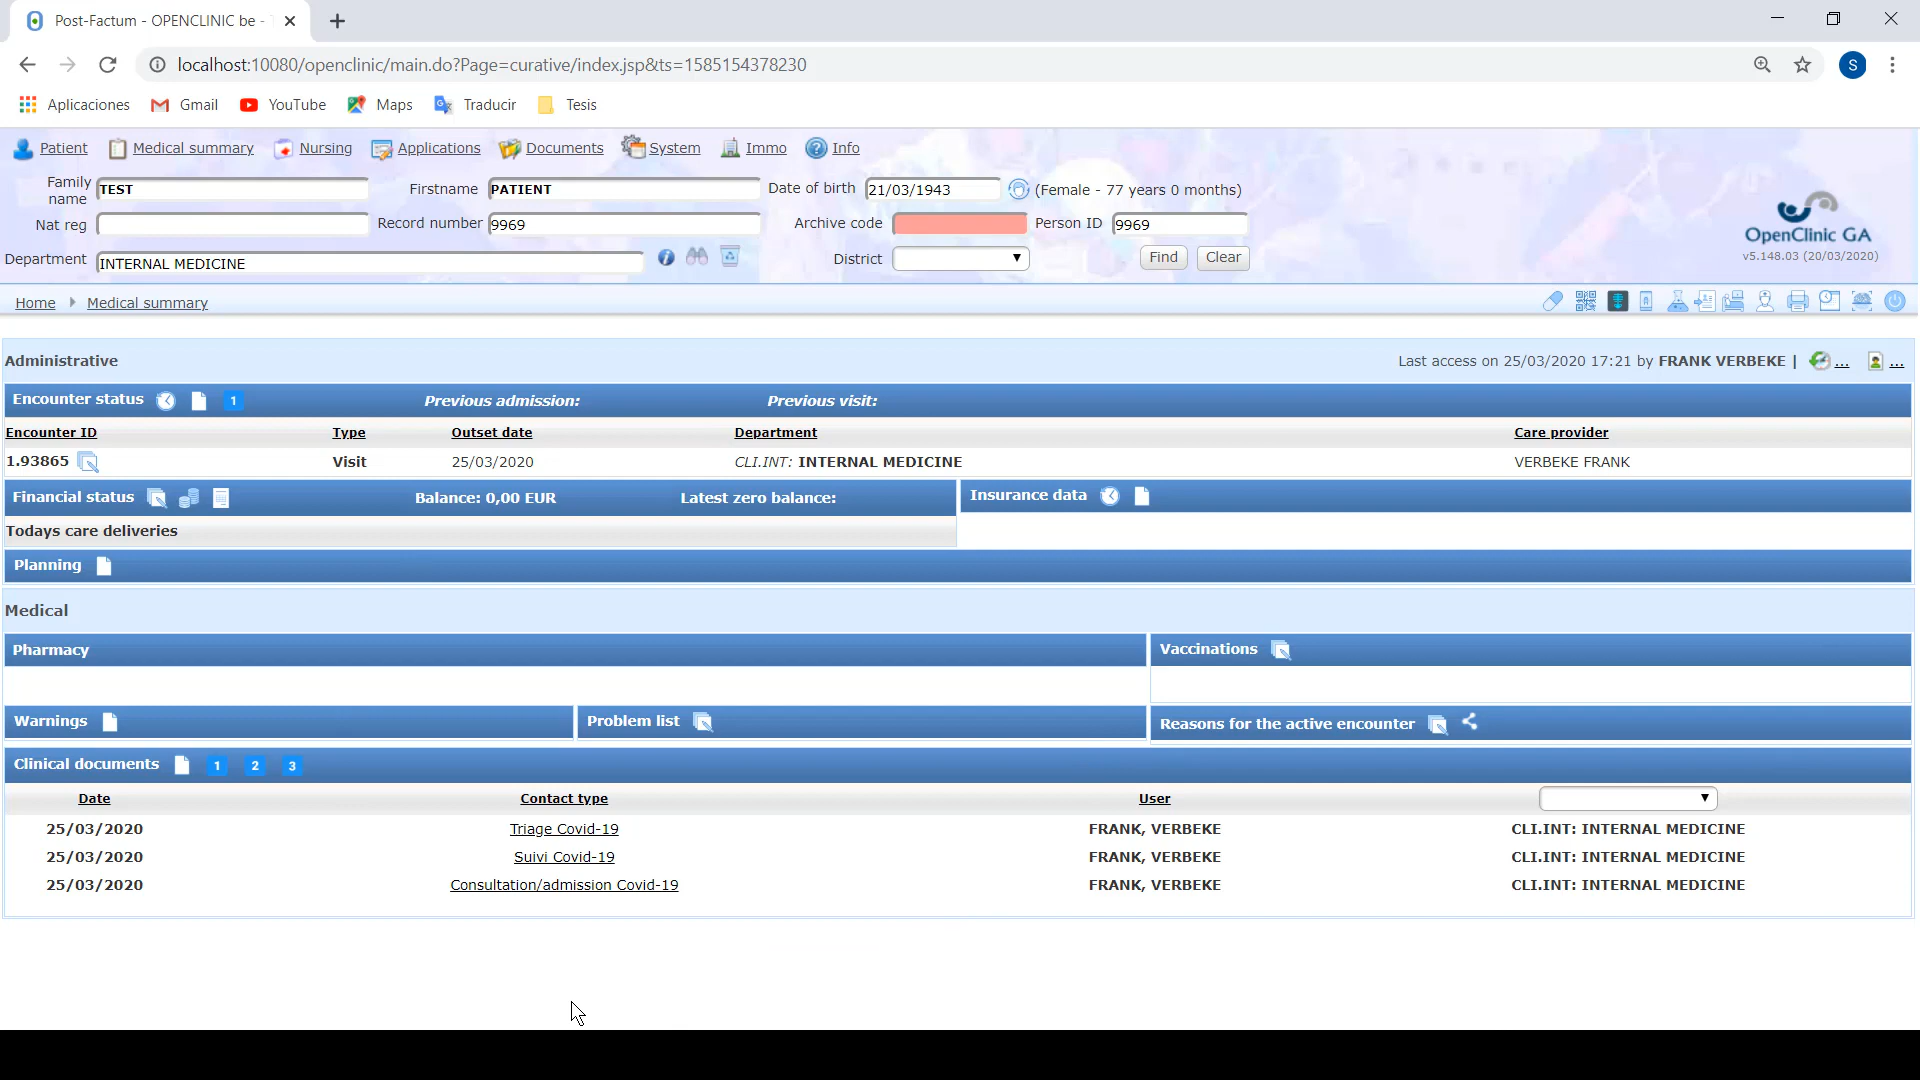 Post-Factum - OPENCLINIC be -
localhost:10080/openclinic/main.do?Page=curative/index.jsp&ts=1585154378230
S
Aplicaciones Gmail YouTube Maps Traducir Tesis
Patient Medical summary Nursing Applications Documents System Immo Info
Family name TEST Firstname PATIENT Date of birth 21/03/1943 (Female - 77 years 0 months)
Nat reg Record number 9969 Archive code Person ID 9969
Department INTERNAL MEDICINE District Find Clear
OpenClinic GA
v5.148.03 (20/03/2020)
Home Medical summary
Administrative Last access on 25/03/2020 17:21 by FRANK VERBEKE | ... ...
Encounter status 1 Previous admission: Previous visit:
Encounter ID Type Outset date Department Care provider
1.93865 Visit 25/03/2020 CLI.INT: INTERNAL MEDICINE VERBEKE FRANK
Financial status Balance: 0,00 EUR Latest zero balance: Insurance data
Todays care deliveries
Planning
Medical
Pharmacy Vaccinations
Warnings Problem list Reasons for the active encounter
Clinical documents 1 2 3
Date Contact type User
25/03/2020 Triage Covid-19 FRANK, VERBEKE CLI.INT: INTERNAL MEDICINE
25/03/2020 Suivi Covid-19 FRANK, VERBEKE CLI.INT: INTERNAL MEDICINE
25/03/2020 Consultation/admission Covid-19 FRANK, VERBEKE CLI.INT: INTERNAL MEDICINE